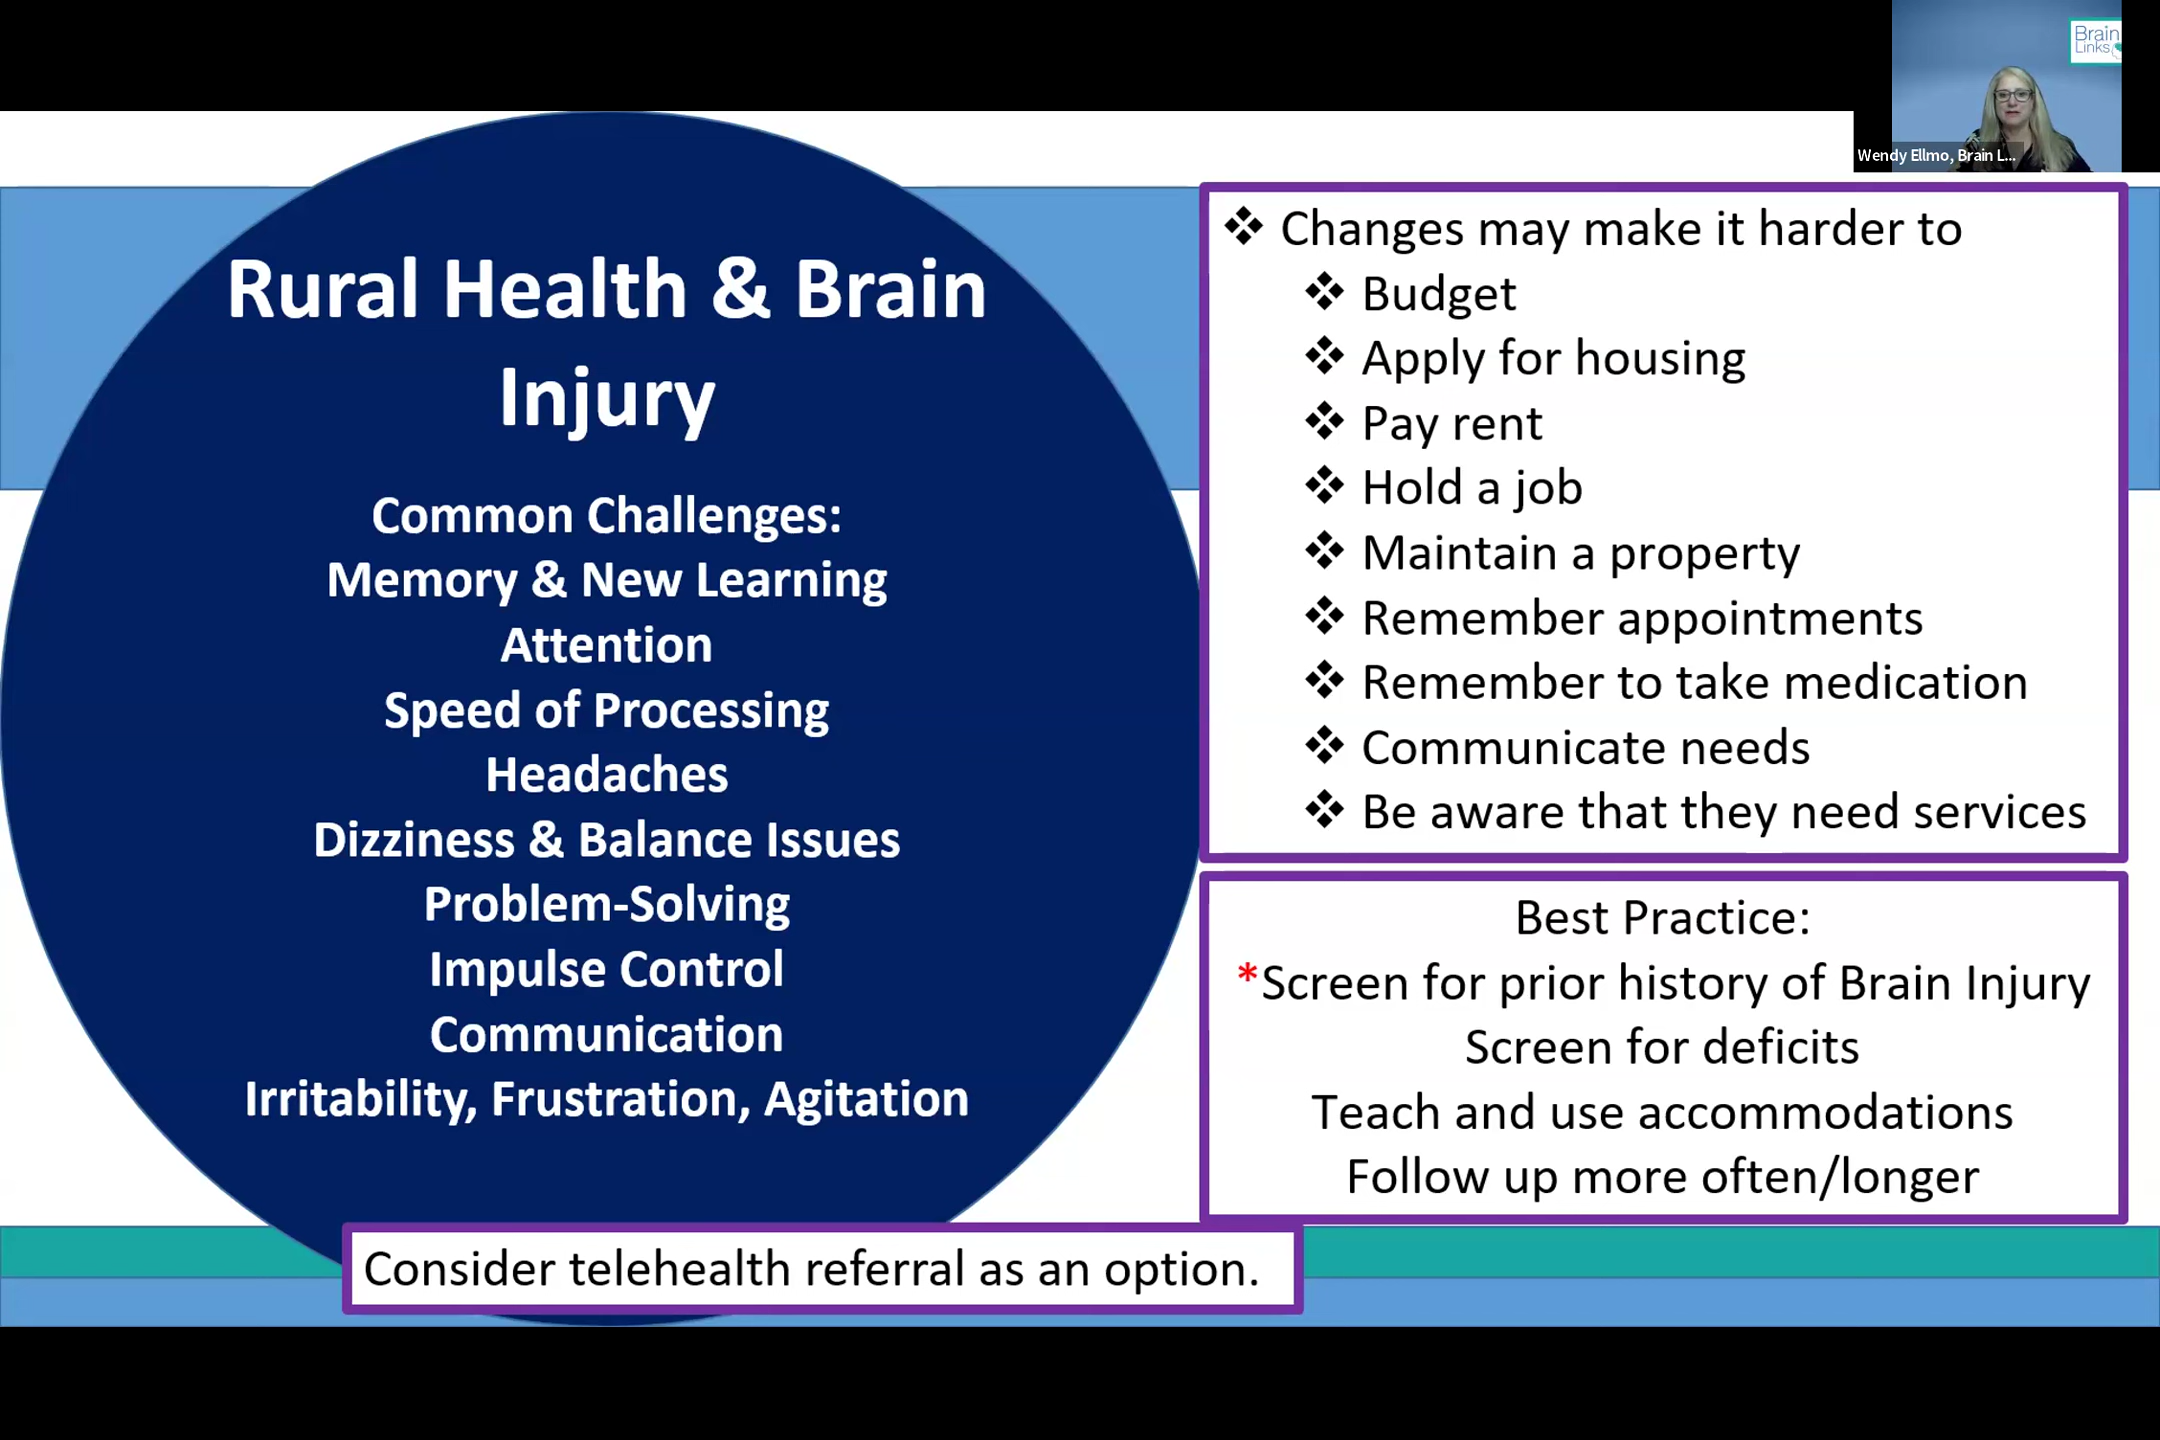 Brain
Links
Wendy Ellmo, Brain L...
Rural Health & Brain
Injury
Common Challenges:
Memory & New Learning
Attention
Speed of Processing
Headaches
Dizziness & Balance Issues
Problem-Solving
Impulse Control
Communication
Irritability, Frustration, Agitation
❖ Changes may make it harder to
❖ Budget
❖ Apply for housing
❖ Pay rent
❖ Hold a job
❖ Maintain a property
❖ Remember appointments
❖ Remember to take medication
❖ Communicate needs
❖ Be aware that they need services
Best Practice:
*Screen for prior history of Brain Injury
Screen for deficits
Teach and use accommodations
Follow up more often/longer
Consider telehealth referral as an option.